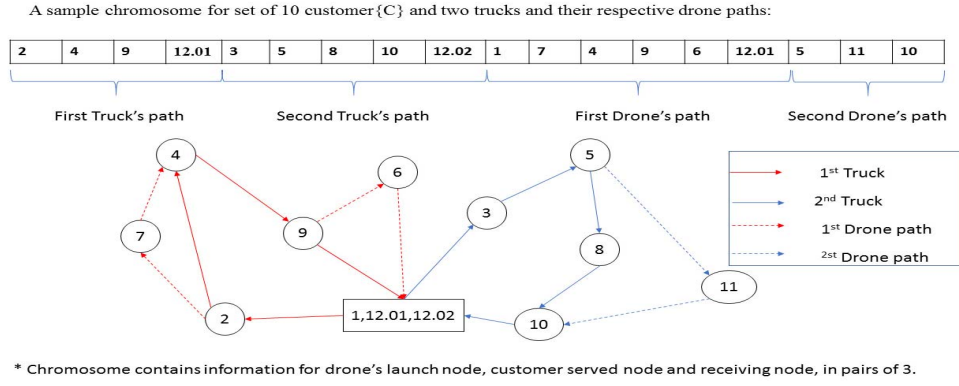 A sample chromosome for set of 10 customer{C} and two trucks and their respective drone paths:
2 4 9 12.01 3 5 8 10 12.02 1 7 4 9 6 12.01 5 11 10
First Truck's path Second Truck's path First Drone's path Second Drone's path
4
6
5
1st Truck
2nd Truck
1st Drone path
2st Drone path
3
9
7
8
11
2
1,12.01,12.02
10
* Chromosome contains information for drone's launch node, customer served node and receiving node, in pairs of 3.